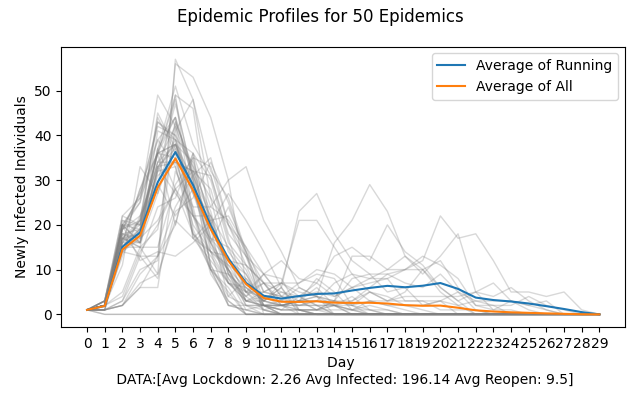 Epidemic Profiles for 50 Epidemics
Average of Running
Average of All
Newly Infected Individuals
50
40
30
20
10
0
0 1 2 3 4 5 6 7 8 9 10 11 12 13 14 15 16 17 18 19 20 21 22 23 24 25 26 27 28 29
Day
DATA:[Avg Lockdown: 2.26 Avg Infected: 196.14 Avg Reopen: 9.5]